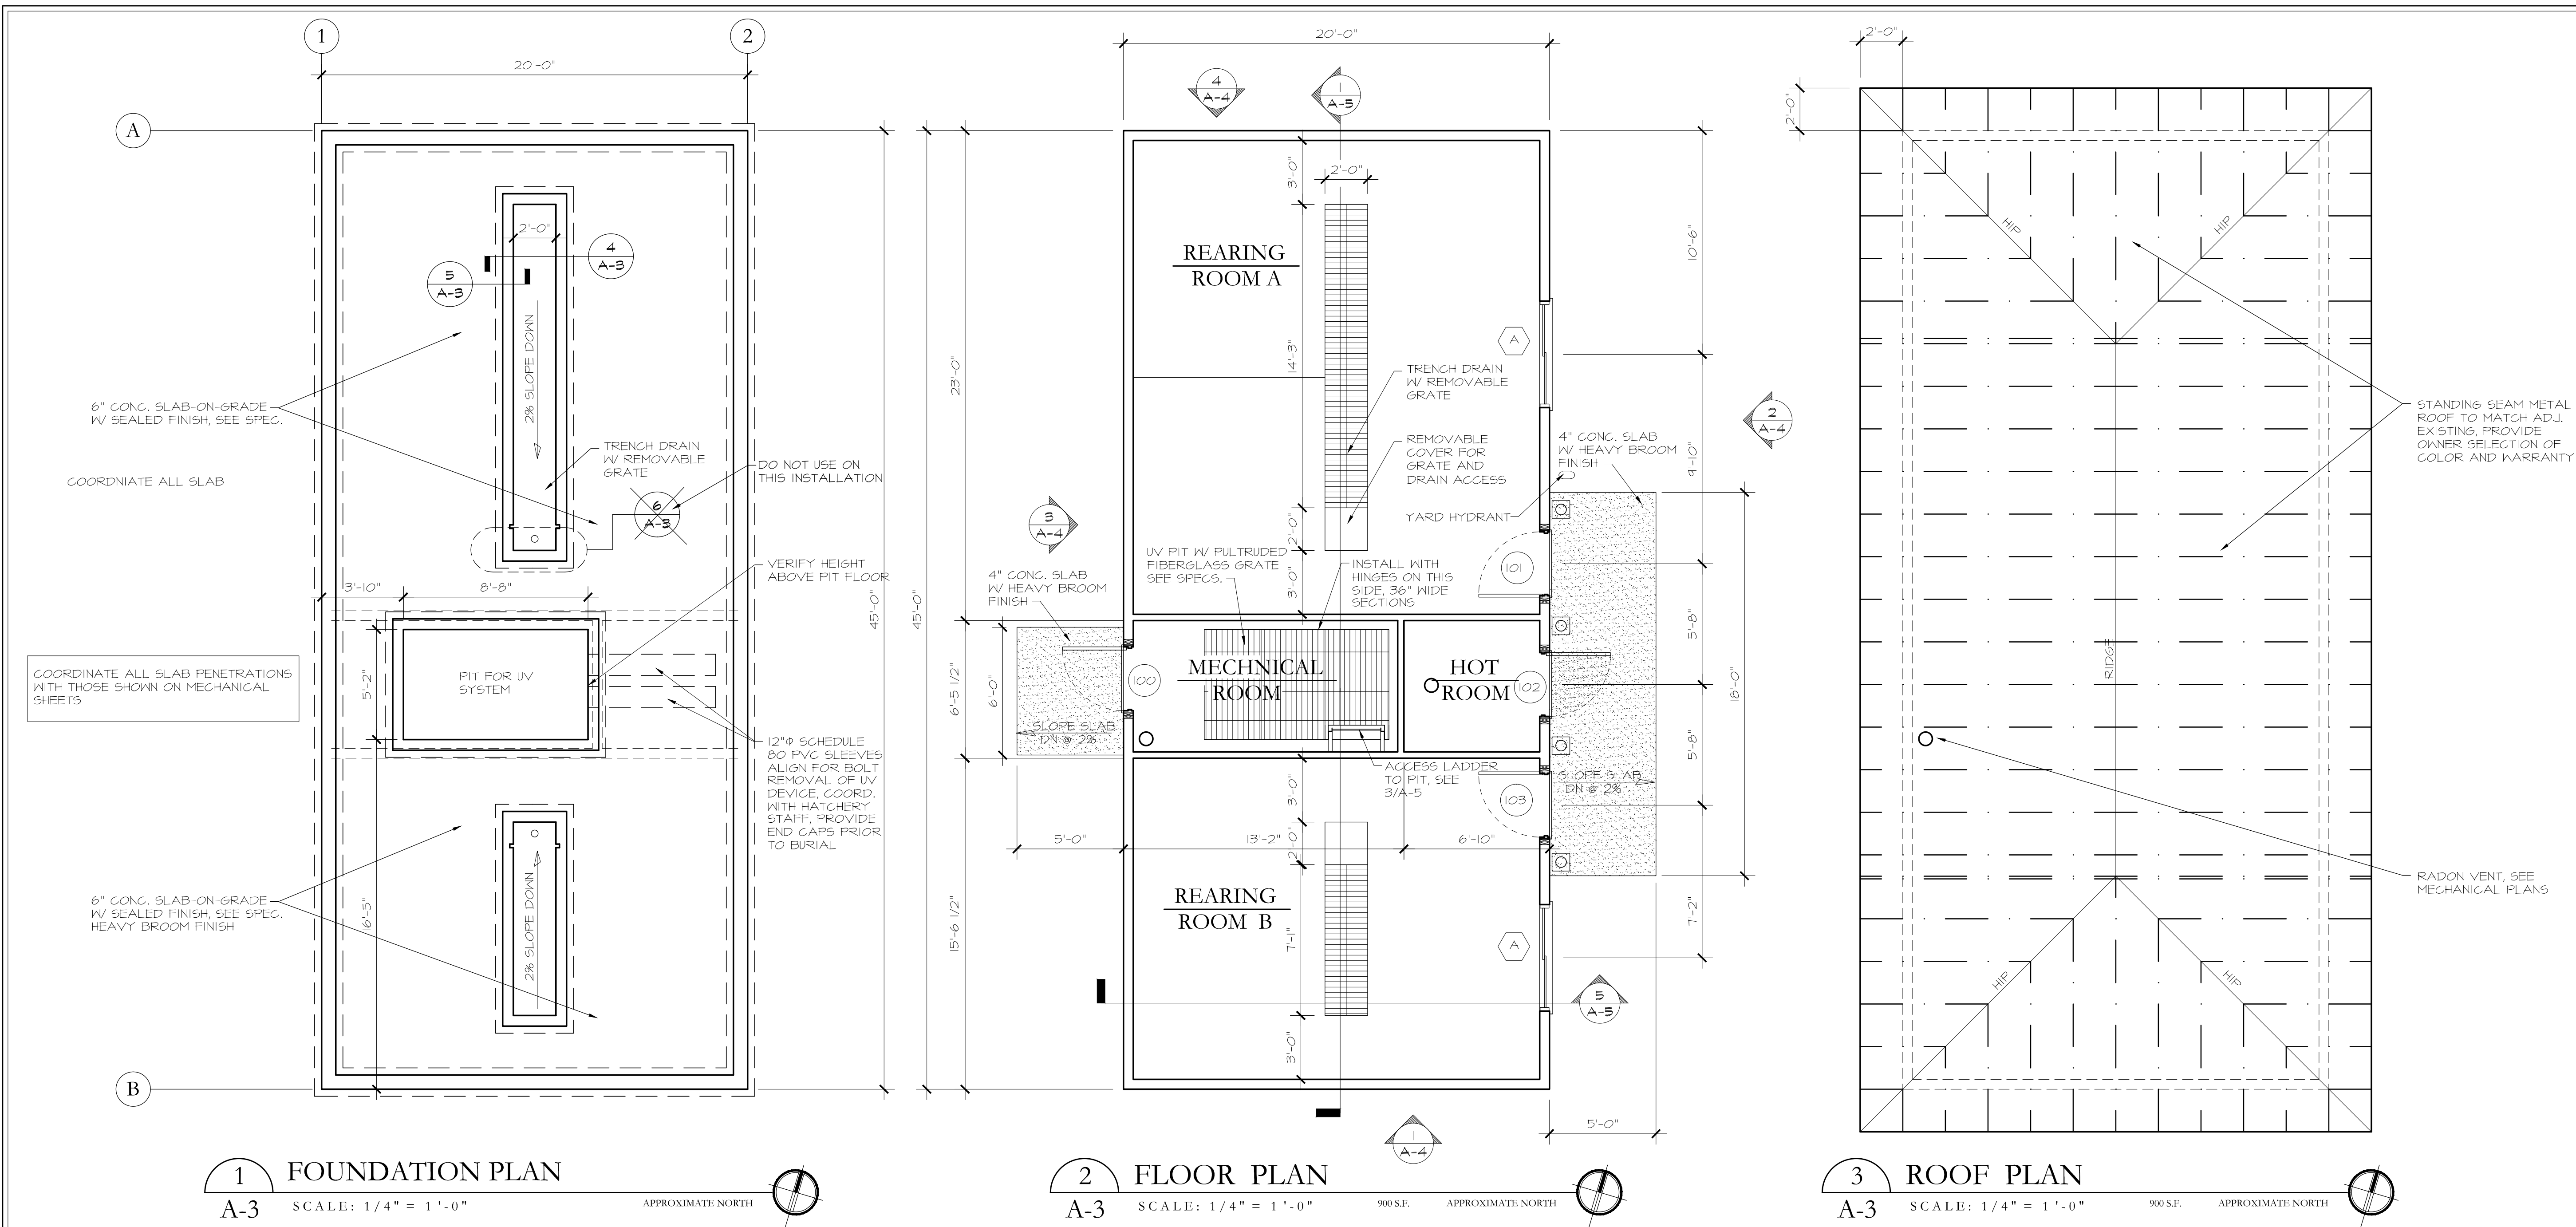 1
2
20'-0"
A
B
2'-0"
4
A-3
5
A-3
2% SLOPE DOWN
6" CONC. SLAB-ON-GRADE
W/ SEALED FINISH, SEE SPEC.
COORDNIATE ALL SLAB
TRENCH DRAIN
W/ REMOVABLE
GRATE
DO NOT USE ON
THIS INSTALLATION
6
A-3
VERIFY HEIGHT
ABOVE PIT FLOOR
3'-10"
8'-8"
45'-0"
5'-2"
PIT FOR UV
SYSTEM
COORDINATE ALL SLAB PENETRATIONS
WITH THOSE SHOWN ON MECHANICAL
SHEETS
12"Φ SCHEDULE
80 PVC SLEEVES
ALIGN FOR BOLT
REMOVAL OF UV
DEVICE, COORD.
WITH HATCHERY
STAFF, PROVIDE
END CAPS PRIOR
TO BURIAL
6" CONC. SLAB-ON-GRADE
W/ SEALED FINISH, SEE SPEC.
HEAVY BROOM FINISH
16'-5"
2% SLOPE DOWN
1
A-3
FOUNDATION PLAN
SCALE: 1/4" = 1'-0"
APPROXIMATE NORTH
20'-0"
4
A-4
1
A-5
3'-0"
2'-0"
REARING
ROOM A
10'-6"
23'-0"
14'-3"
A
TRENCH DRAIN
W/ REMOVABLE
GRATE
2
A-4
REMOVABLE
COVER FOR
GRATE AND
DRAIN ACCESS
4" CONC. SLAB
W/ HEAVY BROOM
FINISH
9'-10"
YARD HYDRANT
3
A-4
2'-0"
UV PIT W/ PULTRUDED
FIBERGLASS GRATE
SEE SPECS.
INSTALL WITH
HINGES ON THIS
SIDE, 36" WIDE
SECTIONS
101
4" CONC. SLAB
W/ HEAVY BROOM
FINISH
3'-0"
45'-0"
5'-8"
6'-5 1/2"
6'-0"
100
MECHNICAL
ROOM
HOT
ROOM
102
18'-0"
SLOPE SLAB
DN @ 2%
5'-8"
ACCESS LADDER
TO PIT, SEE
3/A-5
SLOPE SLAB
DN @ 2%
103
3'-0"
5'-0"
13'-2"
2'-0"
6'-10"
REARING
ROOM B
15'-6 1/2"
7'-1"
7'-2"
A
5
A-5
3'-0"
5'-0"
1
A-4
2
A-3
FLOOR PLAN
SCALE: 1/4" = 1'-0"
900 S.F.
APPROXIMATE NORTH
2'-0"
2'-0"
HIP
HIP
STANDING SEAM METAL
ROOF TO MATCH ADJ.
EXISTING, PROVIDE
OWNER SELECTION OF
COLOR AND WARRANTY
RIDGE
RADON VENT, SEE
MECHANICAL PLANS
HIP
HIP
3
A-3
ROOF PLAN
SCALE: 1/4" = 1'-0"
900 S.F.
APPROXIMATE NORTH